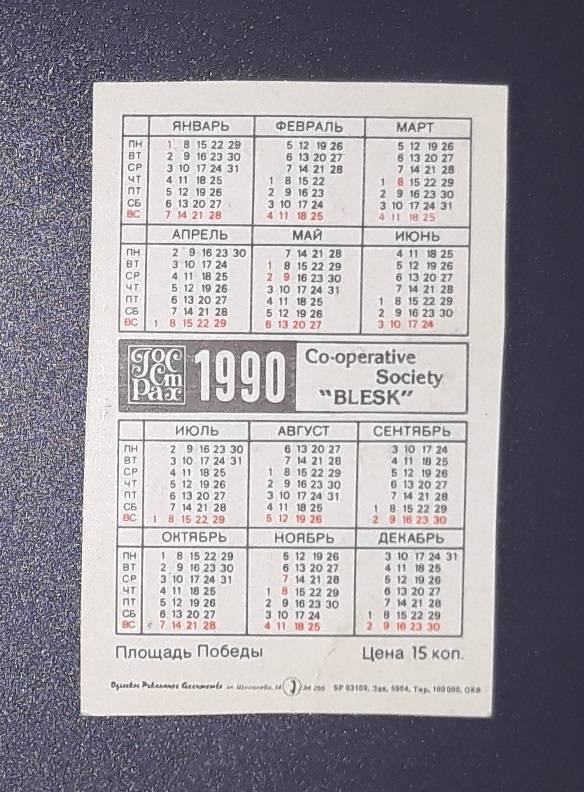 ЯНВАРЬ ФЕВРАЛЬ МАРТ
ПН 1 8 15 22 29 5 12 19 26 5 12 19 26
ВТ 2 9 16 23 30 6 13 20 27 6 13 20 27
СР 3 10 17 24 31 7 14 21 28 7 14 21 28
ЧТ 4 11 18 25 1 8 15 22 1 8 15 22 29
ПТ 5 12 19 26 2 9 16 23 2 9 16 23 30
СБ 6 13 20 27 3 10 17 24 3 10 17 24 31
ВС 7 14 21 28 4 11 18 25 4 11 18 25
АПРЕЛЬ МАЙ ИЮНЬ
ПН 2 9 16 23 30 7 14 21 28 4 11 18 25
ВТ 3 10 17 24 1 8 15 22 29 5 12 19 26
СР 4 11 18 25 2 9 16 23 30 6 13 20 27
ЧТ 5 12 19 26 3 10 17 24 31 7 14 21 28
ПТ 6 13 20 27 4 11 18 25 1 8 15 22 29
СБ 7 14 21 28 5 12 19 26 2 9 16 23 30
ВС 1 8 15 22 29 6 13 20 27 3 10 17 24
Гос
ст
рах
1990
Co-operative
Society
"BLESK"
ИЮЛЬ АВГУСТ СЕНТЯБРЬ
ПН 2 9 16 23 30 6 13 20 27 3 10 17 24
ВТ 3 10 17 24 31 7 14 21 28 4 11 18 25
СР 4 11 18 25 1 8 15 22 29 5 12 19 26
ЧТ 5 12 19 26 2 9 16 23 30 6 13 20 27
ПТ 6 13 20 27 3 10 17 24 31 7 14 21 28
СБ 7 14 21 28 4 11 18 25 1 8 15 22 29
ВС 1 8 15 22 29 5 12 19 26 2 9 16 23 30
ОКТЯБРЬ НОЯБРЬ ДЕКАБРЬ
ПН 1 8 15 22 29 5 12 19 26 3 10 17 24 31
ВТ 2 9 16 23 30 6 13 20 27 4 11 18 25
СР 3 10 17 24 31 7 14 21 28 5 12 19 26
ЧТ 4 11 18 25 1 8 15 22 29 6 13 20 27
ПТ 5 12 19 26 2 9 16 23 30 7 14 21 28
СБ 6 13 20 27 3 10 17 24 1 8 15 22 29
ВС 7 14 21 28 4 11 18 25 2 9 16 23 30
Площадь Победы Цена 15 коп.
Одесское Рекламное БР 03109, Зак. 5904, Тир. 100 000, ОКФ